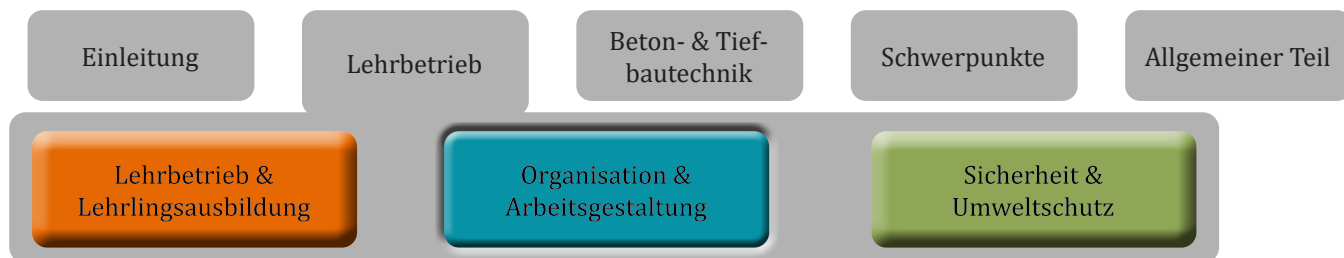 Einleitung
Lehrbetrieb
Beton- & Tief-
bautechnik
Schwerpunkte
Allgemeiner Teil
Lehrbetrieb &
Lehrlingsausbildung
Organisation &
Arbeitsgestaltung
Sicherheit &
Umweltschutz